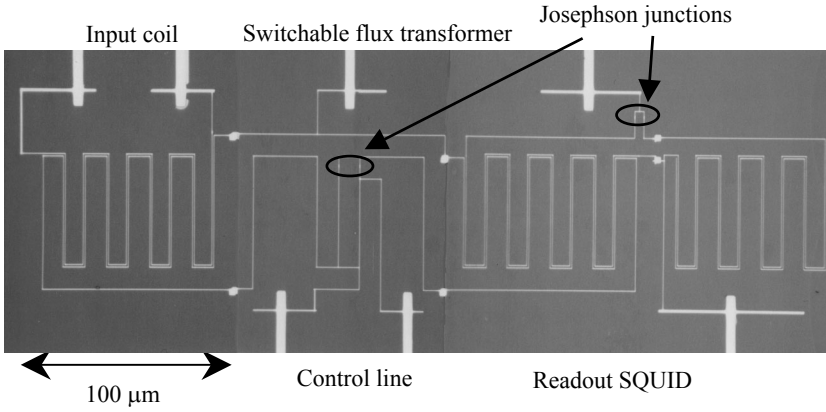 Josephson junctions
Input coil
Switchable flux transformer
Control line
Readout SQUID
100 μm